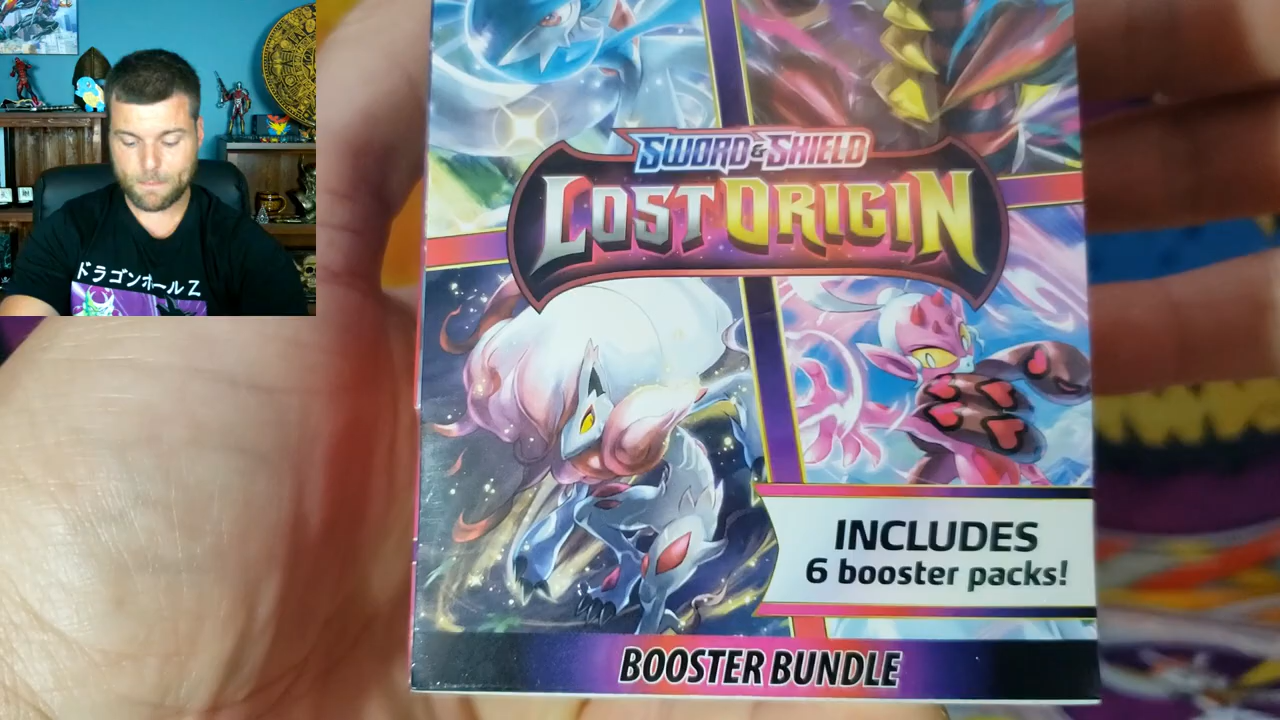 SWORD & SHIELD
LOST ORIGIN
ドラゴンボールZ
INCLUDES
6 booster packs!
BOOSTER BUNDLE